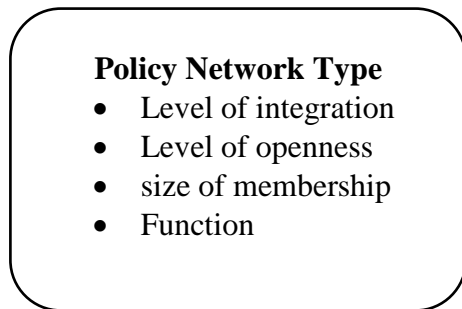 Policy Network Type
• Level of integration
• Level of openness
• size of membership
• Function